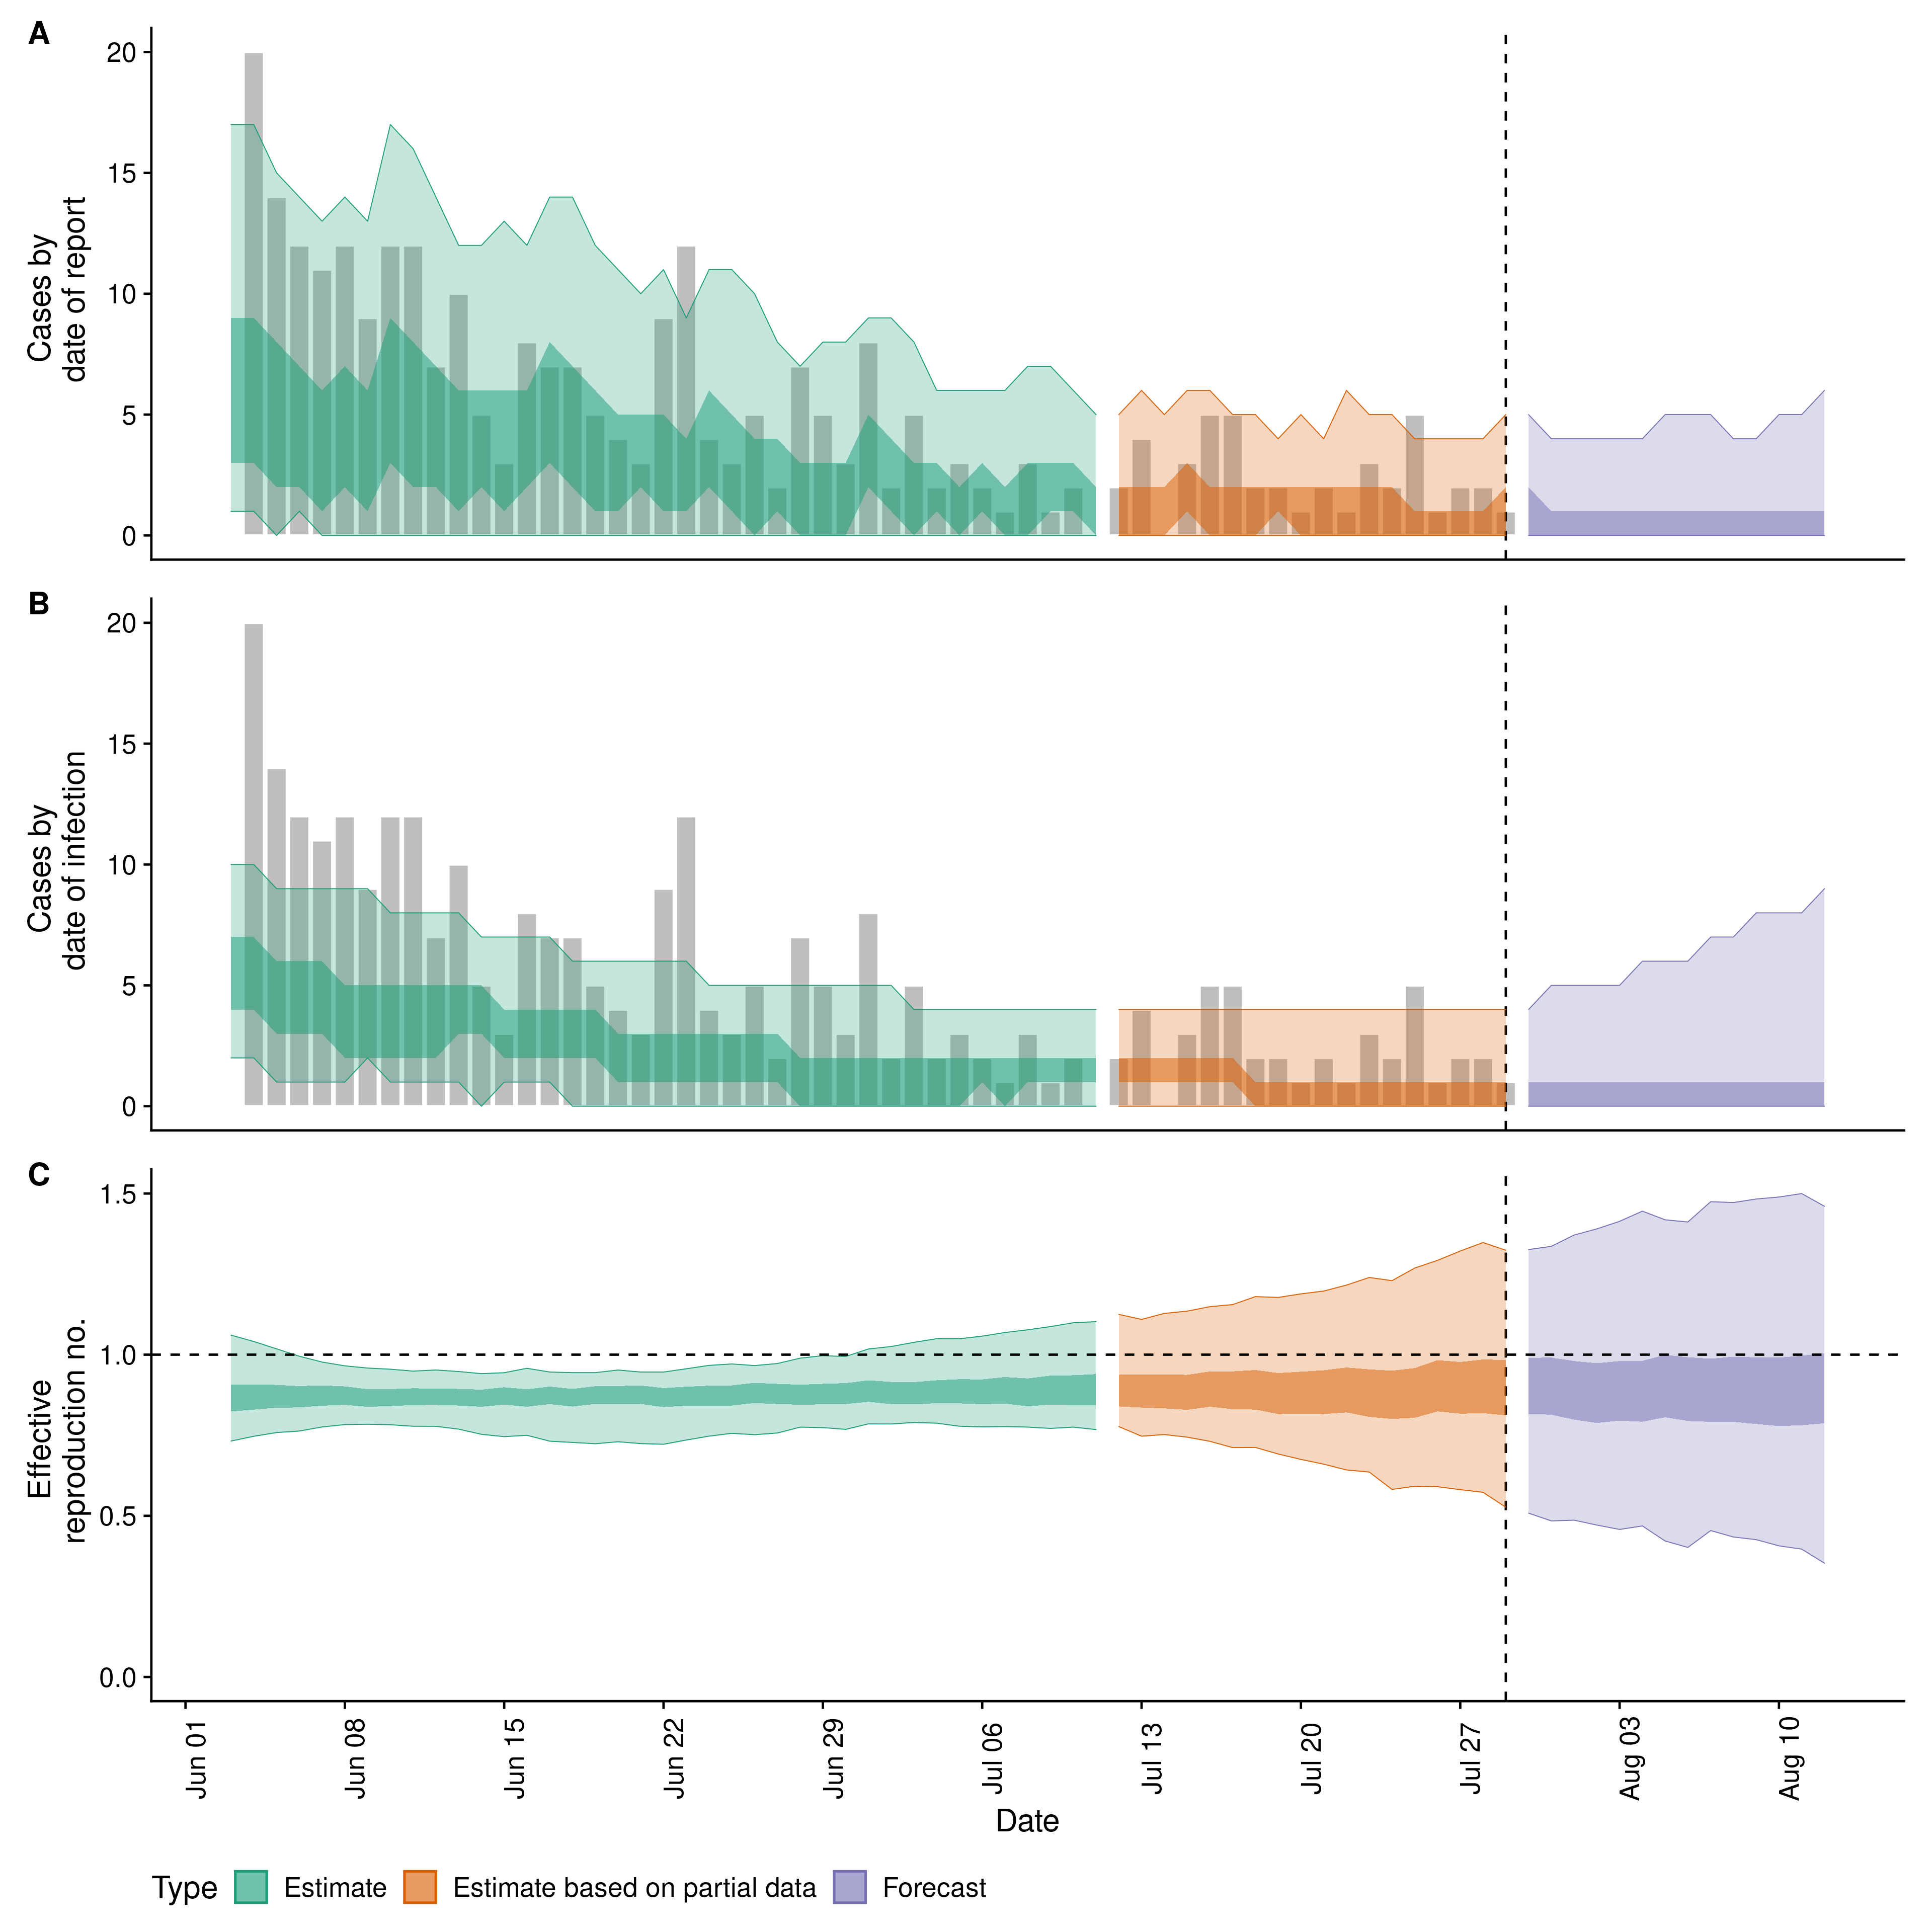 A
20
15
10
5
0
Cases by
date of report
B
20
15
10
5
0
Cases by
date of infection
C
1.5
1.0
0.5
0.0
Effective
reproduction no.
Jun 01
Jun 08
Jun 15
Jun 22
Jun 29
Jul 06
Jul 13
Jul 20
Jul 27
Aug 03
Aug 10
Date
Type Estimate Estimate based on partial data Forecast